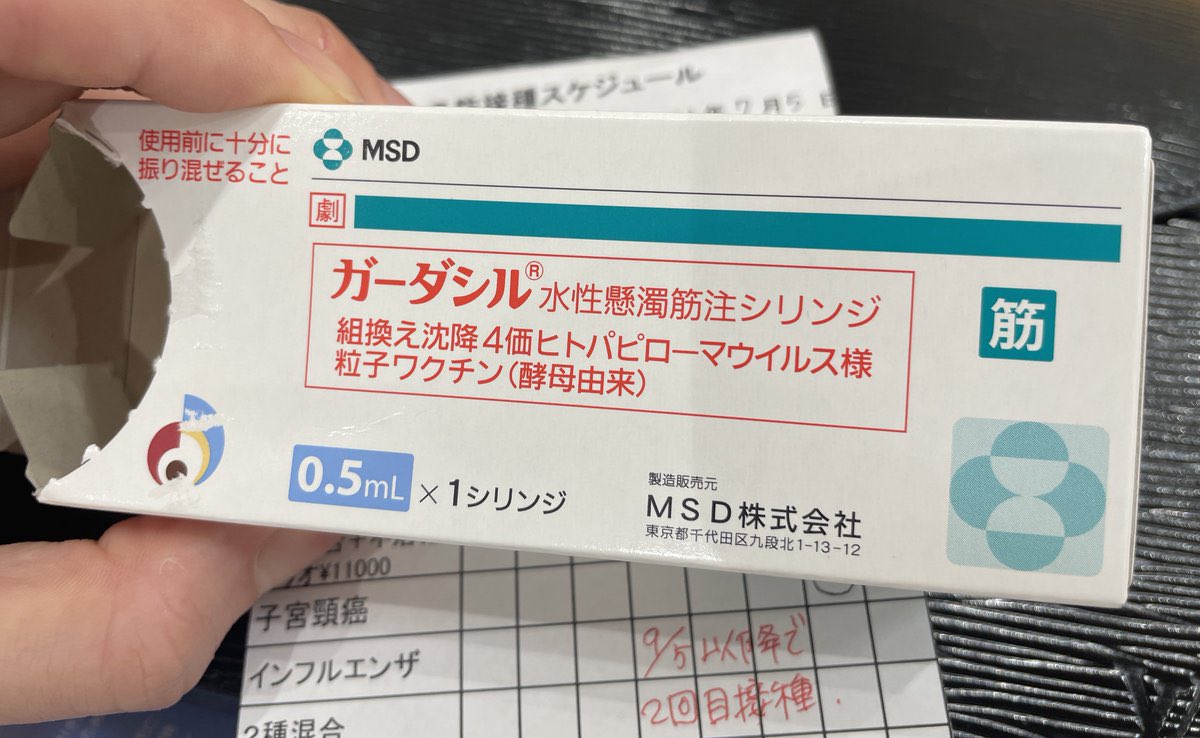 接種スケジュール
年7月5日
使用前に十分に
振り混ぜること
MSD
劇
ガーダシル®水性懸濁筋注シリンジ
組換え沈降4価ヒトパピローマウイルス様
粒子ワクチン(酵母由来)
筋
0.5mL×1シリンジ
製造販売元
MSD株式会社
東京都千代田区九段北1-13-12
¥11000
子宮頸癌
インフルエンザ
2種混合
9/5以降で
2回目接種.